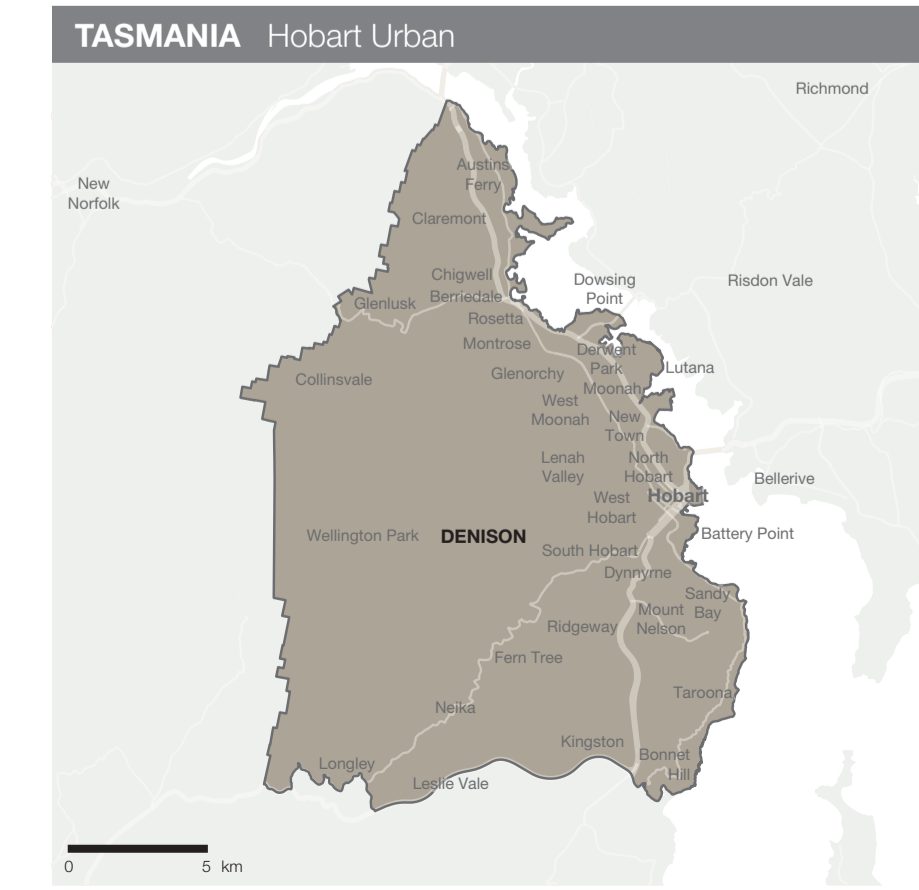 TASMANIA Hobart Urban
Richmond
Austins
Ferry
New
Norfolk
Claremont
Chigwell
Dowsing
Point
Risdon Vale
Glenlusk
Berriedale
Rosetta
Montrose
Derwent
Park
Lutana
Collinsvale
Glenorchy
Moonah
West
Moonah
New
Town
Lenah
Valley
North
Hobart
Bellerive
West
Hobart
Hobart
Wellington Park
DENISON
Battery Point
South Hobart
Dynnyrne
Sandy
Bay
Mount
Nelson
Ridgeway
Fern Tree
Taroona
Neika
Kingston
Bonnet
Hill
Longley
Leslie Vale
0 5 km